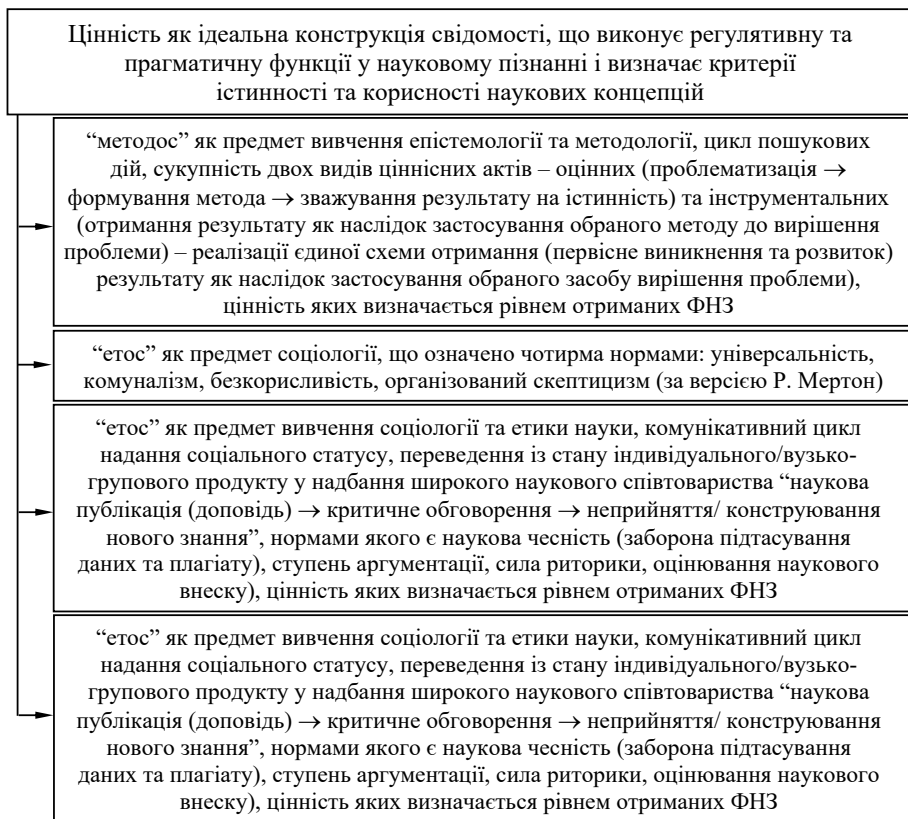 Цінність як ідеальна конструкція свідомості, що виконує регулятивну та
прагматичну функції у науковому пізнанні і визначає критерії
істинності та корисності наукових концепцій
“методос” як предмет вивчення епістемології та методології, цикл пошукових
дій, сукупність двох видів ціннісних актів – оцінних (проблематизація →
формування метода → зважування результату на істинність) та інструментальних
(отримання результату як наслідок застосування обраного методу до вирішення
проблеми) – реалізації єдиної схеми отримання (первісне виникнення та розвиток)
результату як наслідок застосування обраного засобу вирішення проблеми),
цінність яких визначається рівнем отриманих ФНЗ
“етос” як предмет соціології, що означено чотирма нормами: універсальність,
комуналізм, безкорисливість, організований скептицизм (за версією Р. Мертон)
“етос” як предмет вивчення соціології та етики науки, комунікативний цикл
надання соціального статусу, переведення із стану індивідуального/вузько-
групового продукту у надбання широкого наукового співтовариства “наукова
публікація (доповідь) → критичне обговорення → неприйняття/ конструювання
нового знання”, нормами якого є наукова чесність (заборона підтасування
даних та плагіату), ступень аргументації, сила риторики, оцінювання наукового
внеску), цінність яких визначається рівнем отриманих ФНЗ
“етос” як предмет вивчення соціології та етики науки, комунікативний цикл
надання соціального статусу, переведення із стану індивідуального/вузько-
групового продукту у надбання широкого наукового співтовариства “наукова
публікація (доповідь) → критичне обговорення → неприйняття/ конструювання
нового знання”, нормами якого є наукова чесність (заборона підтасування
даних та плагіату), ступень аргументації, сила риторики, оцінювання наукового
внеску), цінність яких визначається рівнем отриманих ФНЗ